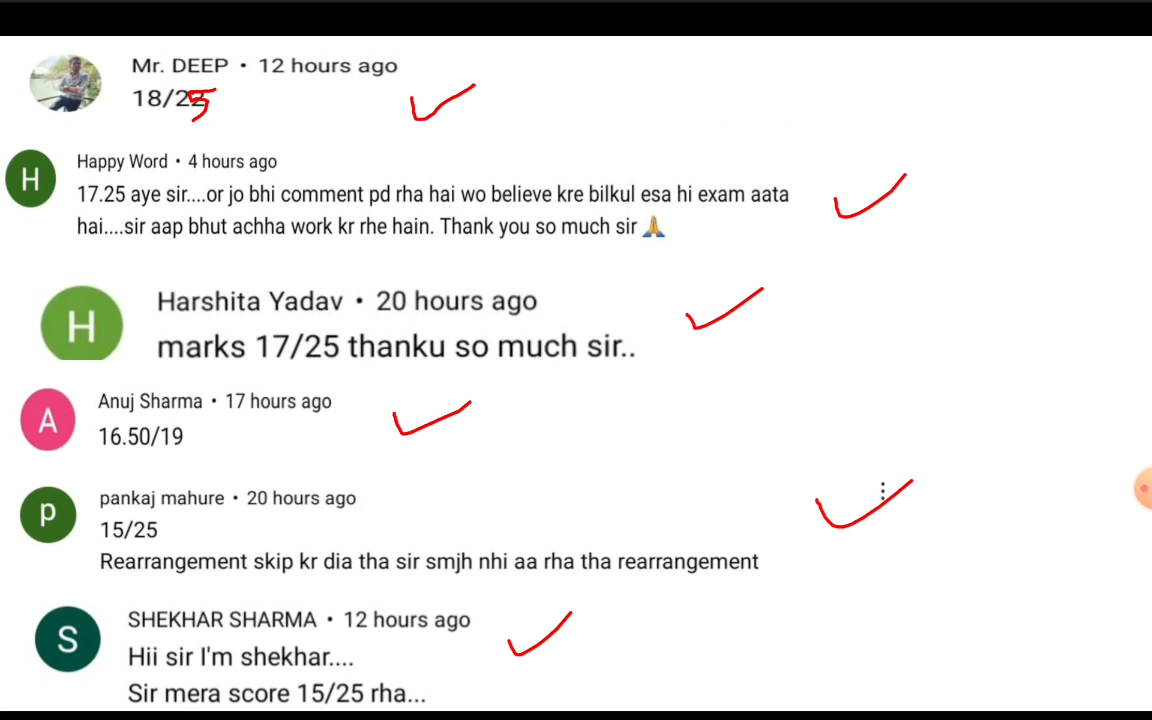 Mr. DEEP • 12 hours ago
18/25
H
Happy Word • 4 hours ago
17.25 aye sir....or jo bhi comment pd rha hai wo believe kre bilkul esa hi exam aata
hai....sir aap bhut achha work kr rhe hain. Thank you so much sir 🙏
H
Harshita Yadav • 20 hours ago
marks 17/25 thanku so much sir..
A
Anuj Sharma • 17 hours ago
16.50/19
p
pankaj mahure • 20 hours ago
15/25
Rearrangement skip kr dia tha sir smjh nhi aa rha tha rearrangement
S
SHEKHAR SHARMA • 12 hours ago
Hii sir I'm shekhar....
Sir mera score 15/25 rha...